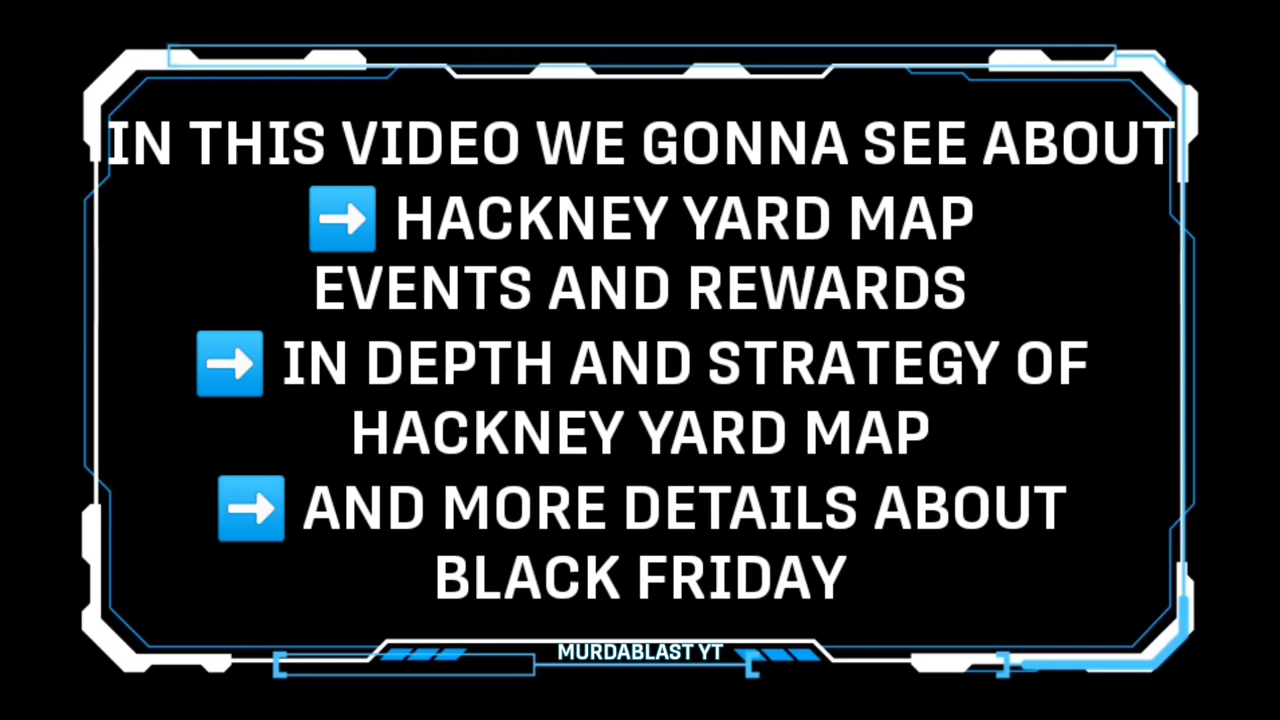 IN THIS VIDEO WE GONNA SEE ABOUT
➡️ HACKNEY YARD MAP
EVENTS AND REWARDS
➡️ IN DEPTH AND STRATEGY OF
HACKNEY YARD MAP
➡️ AND MORE DETAILS ABOUT
BLACK FRIDAY
MURDABLAST YT